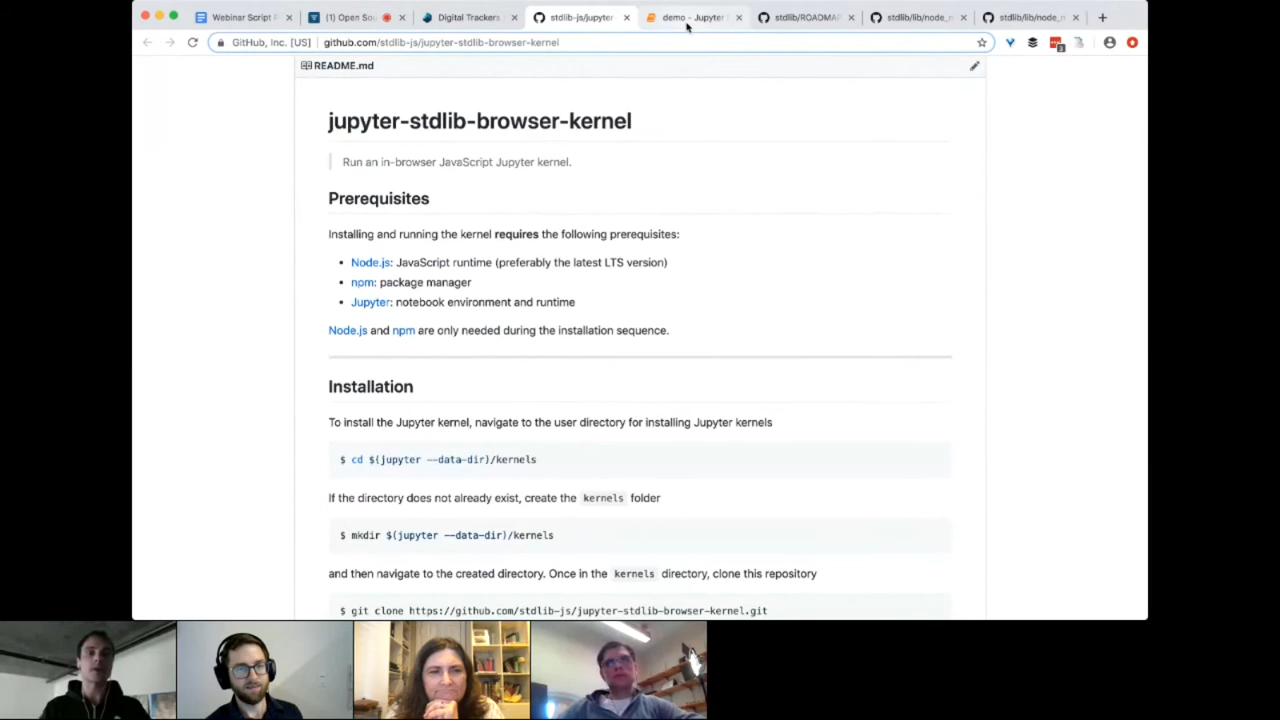 Webinar Script F
(1) Open Sou
Digital Trackers
stdlib-js/jupyter
demo - Jupyter
stdlib/ROADMAP
stdlib/lib/node_m
stdlib/lib/node_m
GitHub, Inc. [US]
github.com/stdlib-js/jupyter-stdlib-browser-kernel
README.md
jupyter-stdlib-browser-kernel
Run an in-browser JavaScript Jupyter kernel.
Prerequisites
Installing and running the kernel requires the following prerequisites:
• Node.js: JavaScript runtime (preferably the latest LTS version)
• npm: package manager
• Jupyter: notebook environment and runtime
Node.js and npm are only needed during the installation sequence.
Installation
To install the Jupyter kernel, navigate to the user directory for installing Jupyter kernels
$ cd $(jupyter --data-dir)/kernels
If the directory does not already exist, create the kernels folder
$ mkdir $(jupyter --data-dir)/kernels
and then navigate to the created directory. Once in the kernels directory, clone this repository
$ git clone https://github.com/stdlib-js/jupyter-stdlib-browser-kernel.git